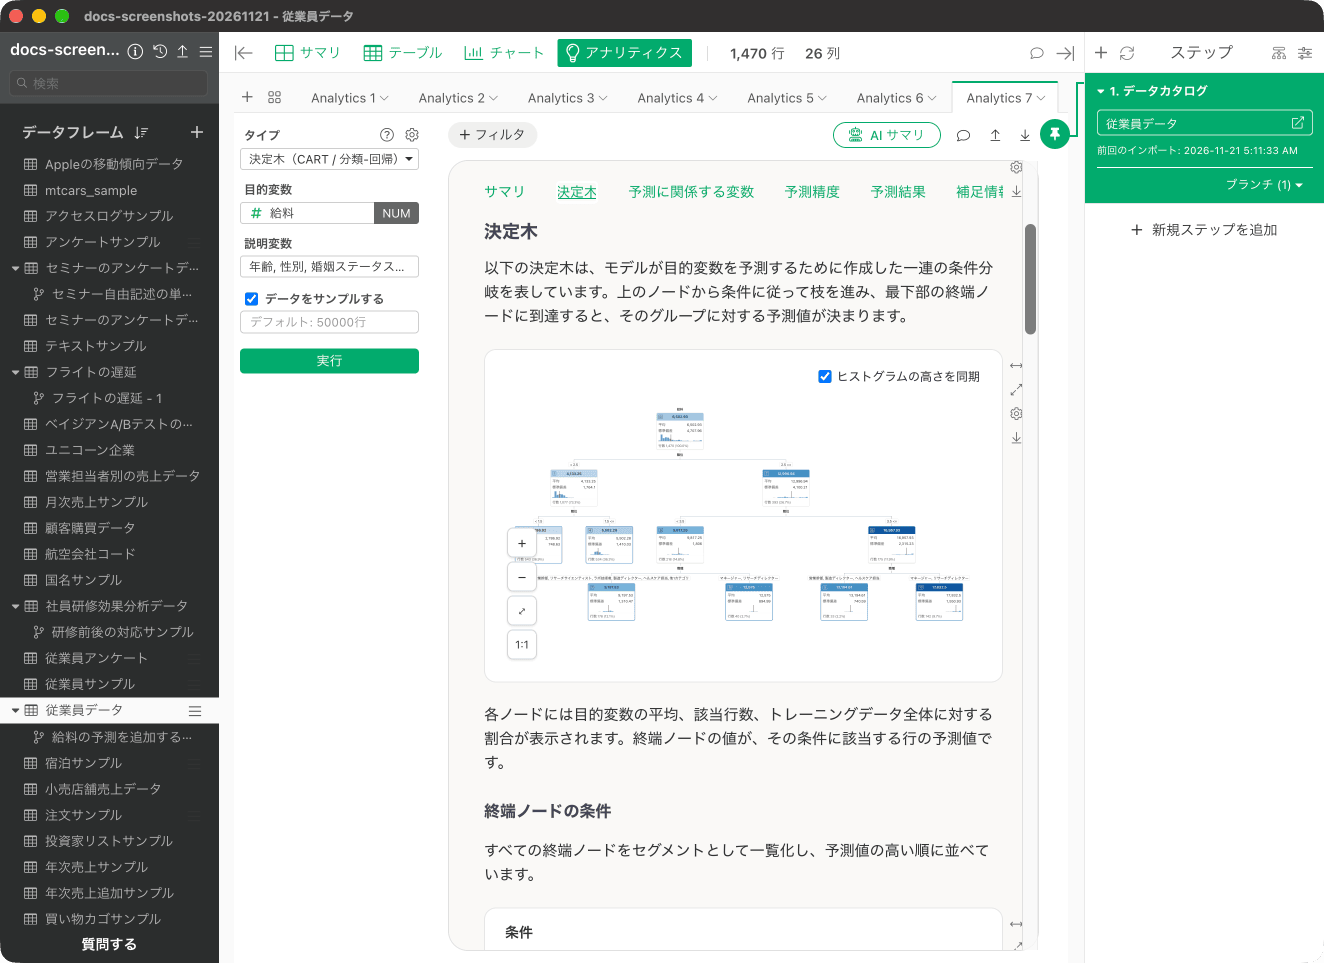 docs-screenshots-20261121 - 従業員データ
docs-screen...
検索
データフレーム
Appleの移動傾向データ
mtcars_sample
アクセスログサンプル
アンケートサンプル
セミナーのアンケートデ…
セミナー自由記述の単…
セミナーのアンケートデ…
テキストサンプル
フライトの遅延
フライトの遅延 - 1
ベイジアンA/Bテストの…
ユニコーン企業
営業担当者別の売上データ
月次売上サンプル
顧客購買データ
航空会社コード
国名サンプル
社員研修効果分析データ
研修前後の対応サンプル
従業員アンケート
従業員サンプル
従業員データ
給料の予測を追加する…
宿泊サンプル
小売店舗売上データ
注文サンプル
投資家リストサンプル
年次売上サンプル
年次売上追加サンプル
買い物カゴサンプル
質問する
サマリ
テーブル
チャート
アナリティクス
1,470 行
26 列
Analytics 1
Analytics 2
Analytics 3
Analytics 4
Analytics 5
Analytics 6
Analytics 7
タイプ
決定木（CART / 分類-回帰）
目的変数
# 給料
NUM
説明変数
年齢, 性別, 婚姻ステータス...
データをサンプルする
デフォルト: 50000行
実行
+ フィルタ
AI サマリ
サマリ
決定木
予測に関係する変数
予測精度
予測結果
補足情報
決定木
以下の決定木は、モデルが目的変数を予測するために作成した一連の条件分
岐を表しています。上のノードから条件に従って枝を進み、最下部の終端ノ
ードに到達すると、そのグループに対する予測値が決まります。
ヒストグラムの高さを同期
+
−
1:1
各ノードには目的変数の平均、該当行数、トレーニングデータ全体に対する
割合が表示されます。終端ノードの値が、その条件に該当する行の予測値で
す。
終端ノードの条件
すべての終端ノードをセグメントとして一覧化し、予測値の高い順に並べて
います。
条件
ステップ
1. データカタログ
従業員データ
前回のインポート: 2026-11-21 5:11:33 AM
ブランチ (1)
+ 新規ステップを追加